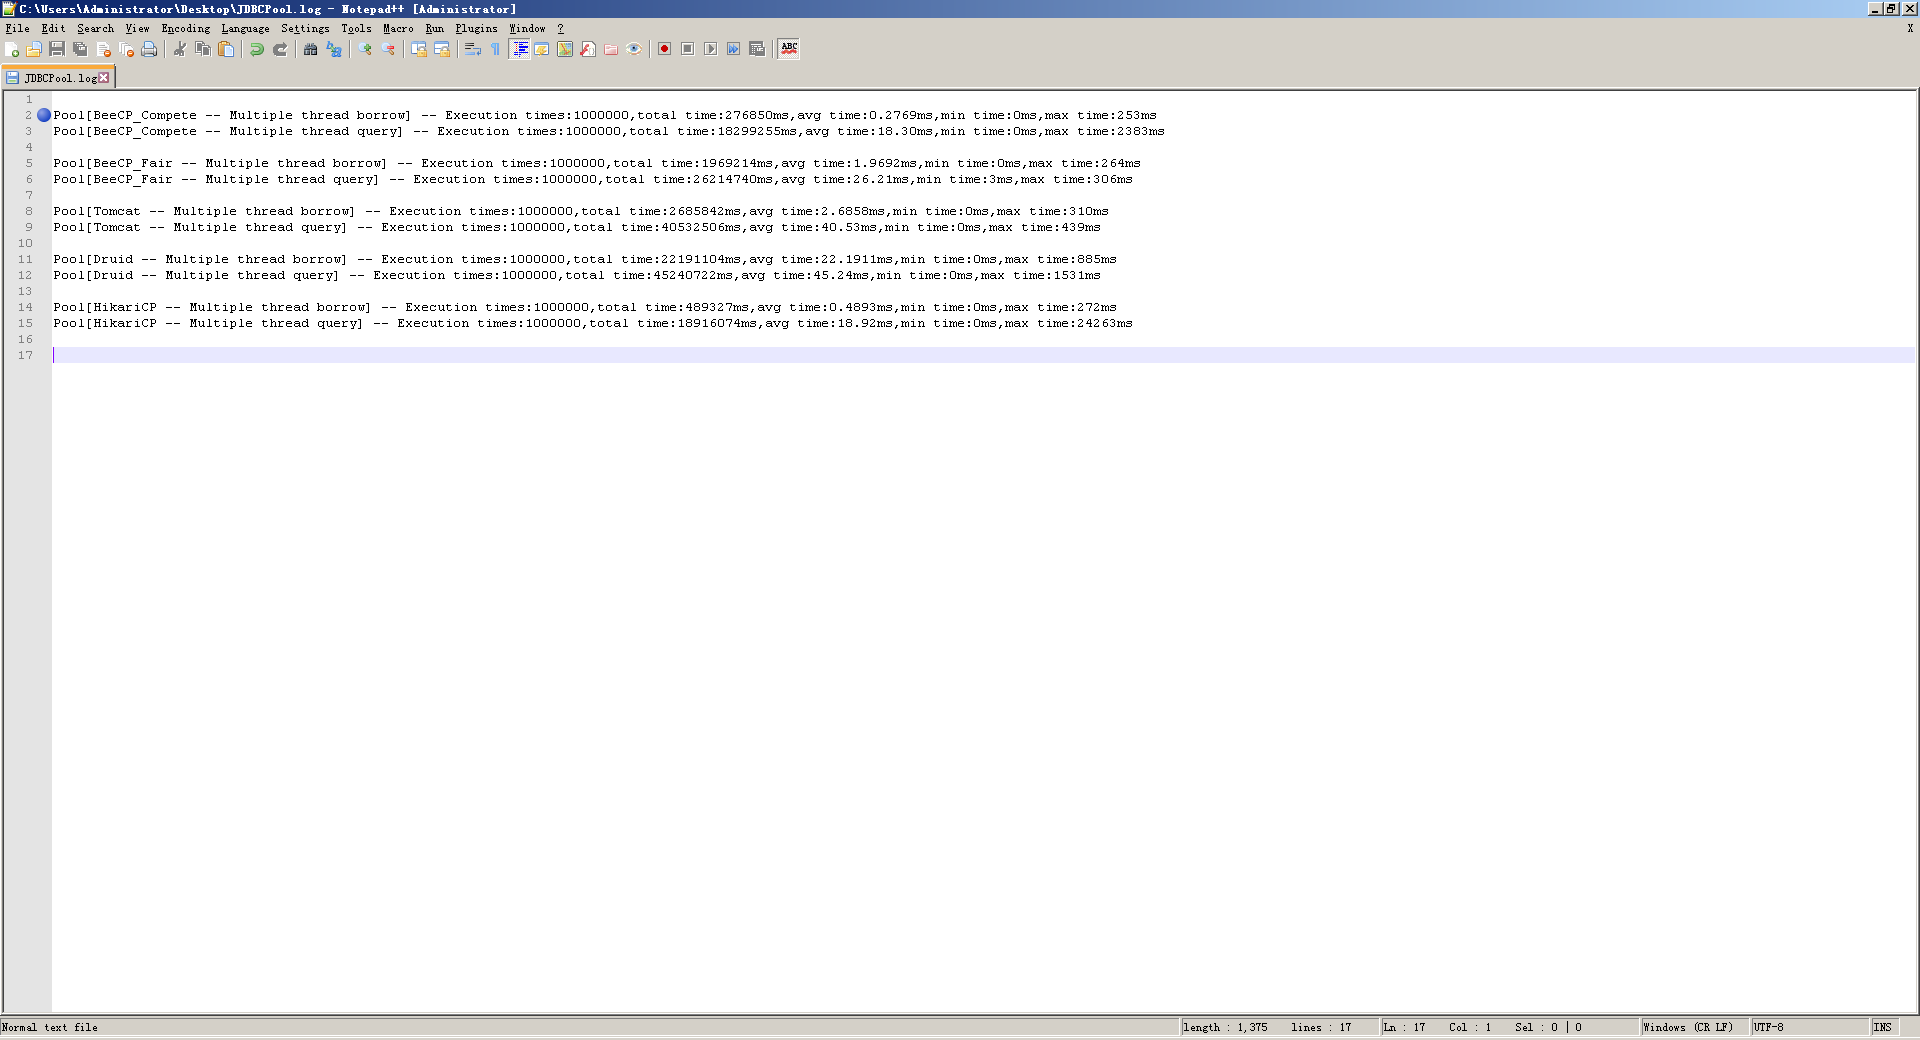 C:\Users\Administrator\Desktop\JDBCPool.log - Notepad++ [Administrator]
File Edit Search View Encoding Language Settings Tools Macro Run Plugins Window ? X
ABC
JDBCPool.log
1
2 Pool[BeeCP_Compete -- Multiple thread borrow] -- Execution times:1000000,total time:276850ms,avg time:0.2769ms,min time:0ms,max time:253ms
3 Pool[BeeCP_Compete -- Multiple thread query] -- Execution times:1000000,total time:18299255ms,avg time:18.30ms,min time:0ms,max time:2383ms
4
5 Pool[BeeCP_Fair -- Multiple thread borrow] -- Execution times:1000000,total time:1969214ms,avg time:1.9692ms,min time:0ms,max time:264ms
6 Pool[BeeCP_Fair -- Multiple thread query] -- Execution times:1000000,total time:26214740ms,avg time:26.21ms,min time:3ms,max time:306ms
7
8 Pool[Tomcat -- Multiple thread borrow] -- Execution times:1000000,total time:2685842ms,avg time:2.6858ms,min time:0ms,max time:310ms
9 Pool[Tomcat -- Multiple thread query] -- Execution times:1000000,total time:40532506ms,avg time:40.53ms,min time:0ms,max time:439ms
10
11 Pool[Druid -- Multiple thread borrow] -- Execution times:1000000,total time:22191104ms,avg time:22.1911ms,min time:0ms,max time:885ms
12 Pool[Druid -- Multiple thread query] -- Execution times:1000000,total time:45240722ms,avg time:45.24ms,min time:0ms,max time:1531ms
13
14 Pool[HikariCP -- Multiple thread borrow] -- Execution times:1000000,total time:489327ms,avg time:0.4893ms,min time:0ms,max time:272ms
15 Pool[HikariCP -- Multiple thread query] -- Execution times:1000000,total time:18916074ms,avg time:18.92ms,min time:0ms,max time:24263ms
16
17
Normal text file length : 1,375 lines : 17 Ln : 17 Col : 1 Sel : 0 | 0 Windows (CR LF) UTF-8 INS